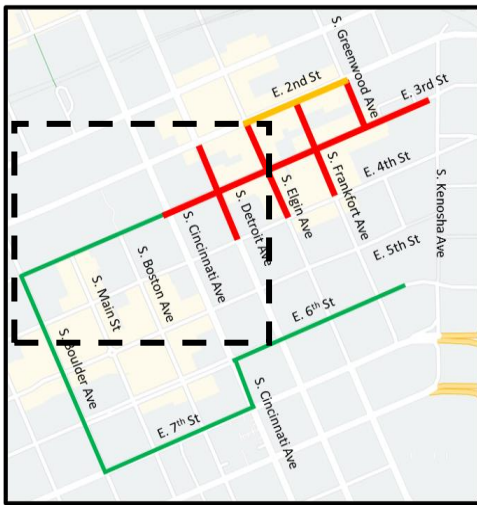 S. Greenwood Ave
E. 2nd St
E. 3rd St
S. Frankfort Ave
E. 4th St
S. Elgin Ave
S. Detroit Ave
S. Kenosha Ave
S. Cincinnati Ave
E. 5th St
S. Boston Ave
S. Main St
E. 6th St
S. Boulder Ave
S. Cincinnati Ave
E. 7th St